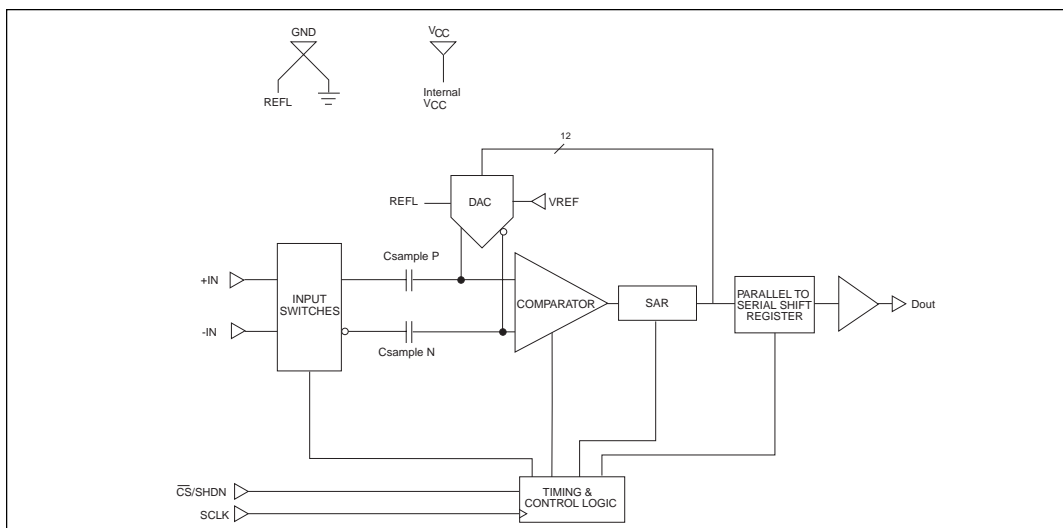 GND
VCC
REFL
Internal
VCC
12
REFL
DAC
VREF
Csample P
+IN
INPUT
SWITCHES
-IN
Csample N
COMPARATOR
SAR
PARALLEL TO
SERIAL SHIFT
REGISTER
Dout
C̅S̅/SHDN
SCLK
TIMING &
CONTROL LOGIC